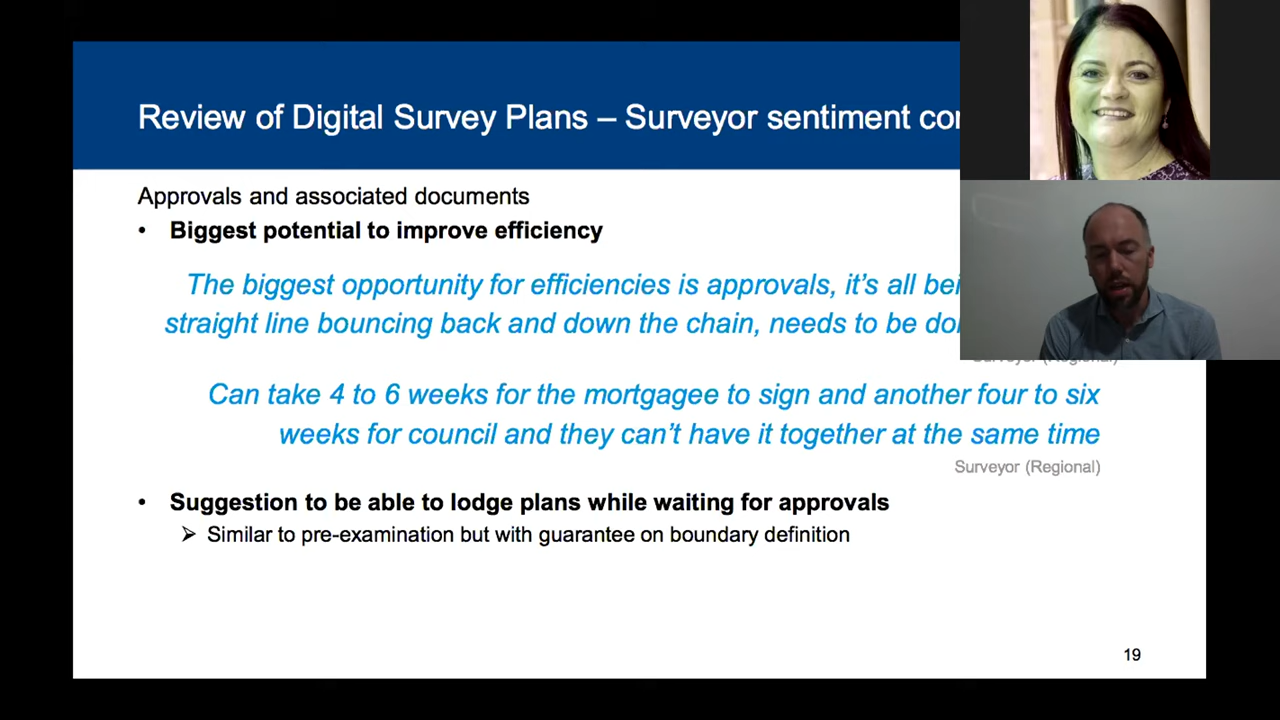 Review of Digital Survey Plans – Surveyor sentiment
Approvals and associated documents
• Biggest potential to improve efficiency
The biggest opportunity for efficiencies is approvals, it’s all
straight line bouncing back and down the chain, needs to be
Surveyor (Regional)
Can take 4 to 6 weeks for the mortgagee to sign and another four to six
weeks for council and they can’t have it together at the same time
Surveyor (Regional)
• Suggestion to be able to lodge plans while waiting for approvals
➢ Similar to pre-examination but with guarantee on boundary definition
19